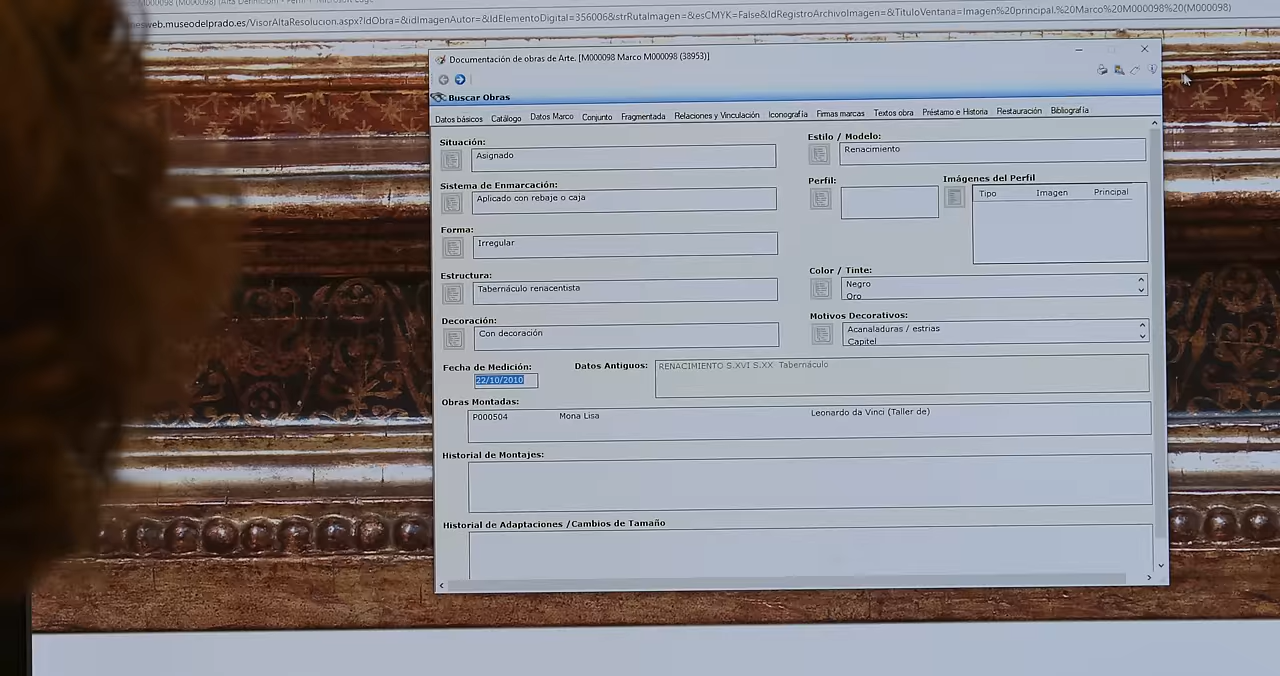 M000098 (M000098)
nesweb.museodelprado.es/VisorAltaResolucion.aspx?idObra=&idImagenAutor=&IdElementoDigital=356006&strRutaImagen=&esCMYK=False&IdRegistroArchivoImagen=&TituloVentana=Imagen%20principal.%20Marco%20M000098%20(M000098)
Documentación de obras de Arte. [M000098 Marco M000098 (38953)]
Buscar Obras
Datos básicos Catálogo Datos Marco Conjunto Fragmentada Relaciones y Vinculación Iconografía Firmas marcas Textos obra Préstamo e Historia Restauración Bibliografía
Situación:
Asignado
Estilo / Modelo:
Renacimiento
Sistema de Enmarcación:
Aplicado con rebaje o caja
Perfil:
Imágenes del Perfil
Tipo Imagen Principal
Forma:
Irregular
Estructura:
Tabernáculo renacentista
Color / Tinte:
Negro
Oro
Decoración:
Con decoración
Motivos Decorativos:
Acanaladuras / estrias
Capitel
Fecha de Medición:
22/10/2010
Datos Antiguos:
RENACIMIENTO S.XVI S.XX Tabernáculo
Obras Montadas:
P000504 Mona Lisa Leonardo da Vinci (Taller de)
Historial de Montajes:
Historial de Adaptaciones /Cambios de Tamaño